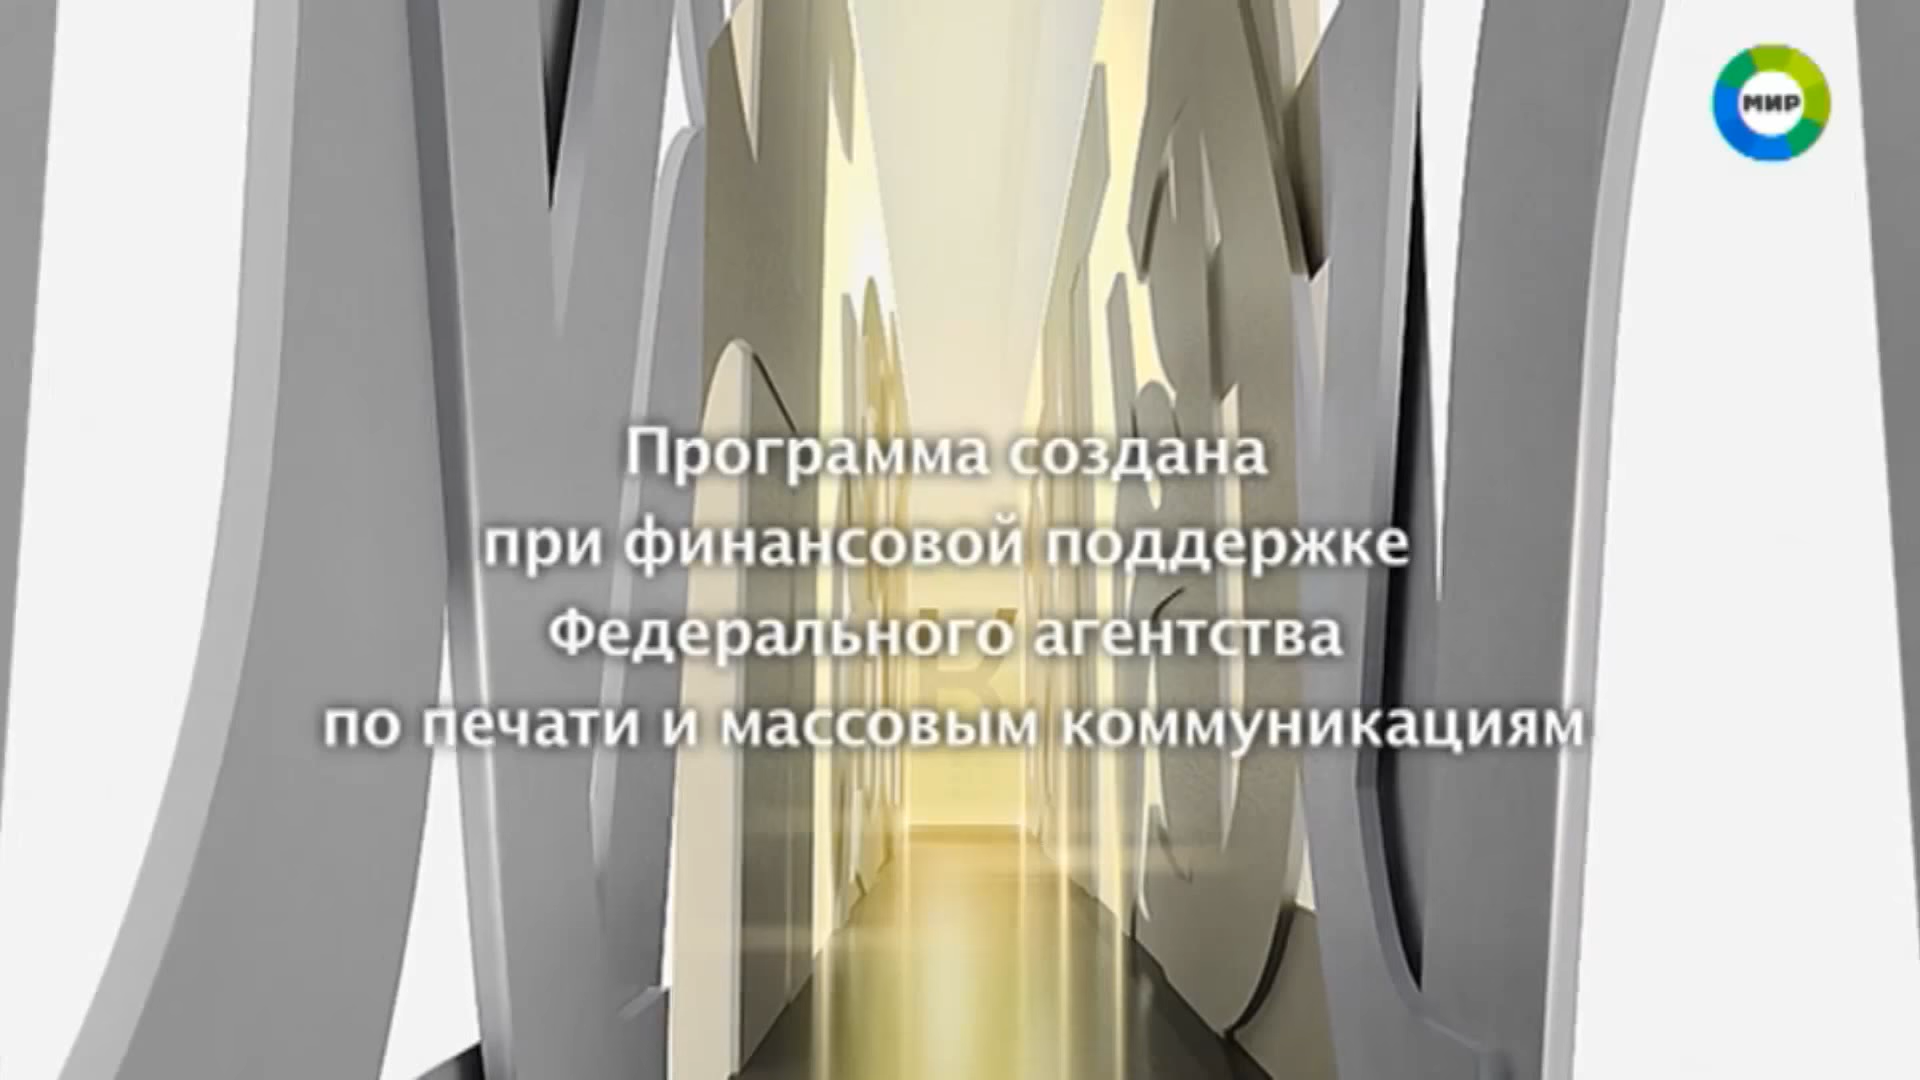 МИР
Программа создана
при финансовой поддержке
Федерального агентства
по печати и массовым коммуникациям